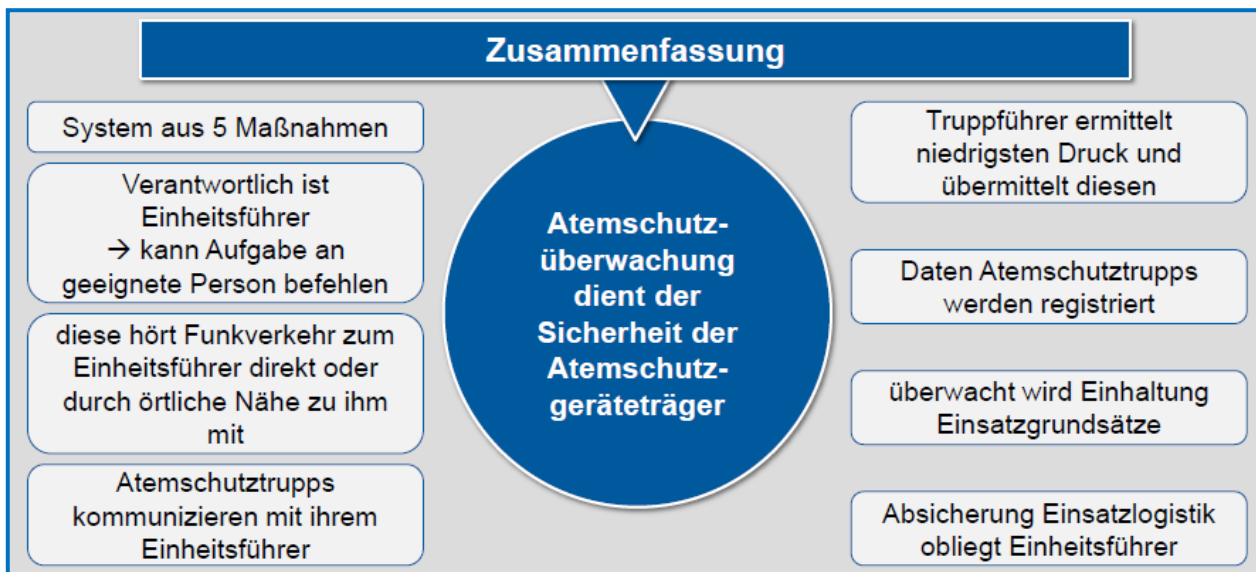 Zusammenfassung
System aus 5 Maßnahmen
Verantwortlich ist
Einheitsführer
→ kann Aufgabe an
geeignete Person befehlen
diese hört Funkverkehr zum
Einheitsführer direkt oder
durch örtliche Nähe zu ihm
mit
Atemschutztrupps
kommunizieren mit ihrem
Einheitsführer
Atemschutz-
überwachung
dient der
Sicherheit der
Atemschutz-
geräteträger
Truppführer ermittelt
niedrigsten Druck und
übermittelt diesen
Daten Atemschutztrupps
werden registriert
überwacht wird Einhaltung
Einsatzgrundsätze
Absicherung Einsatzlogistik
obliegt Einheitsführer